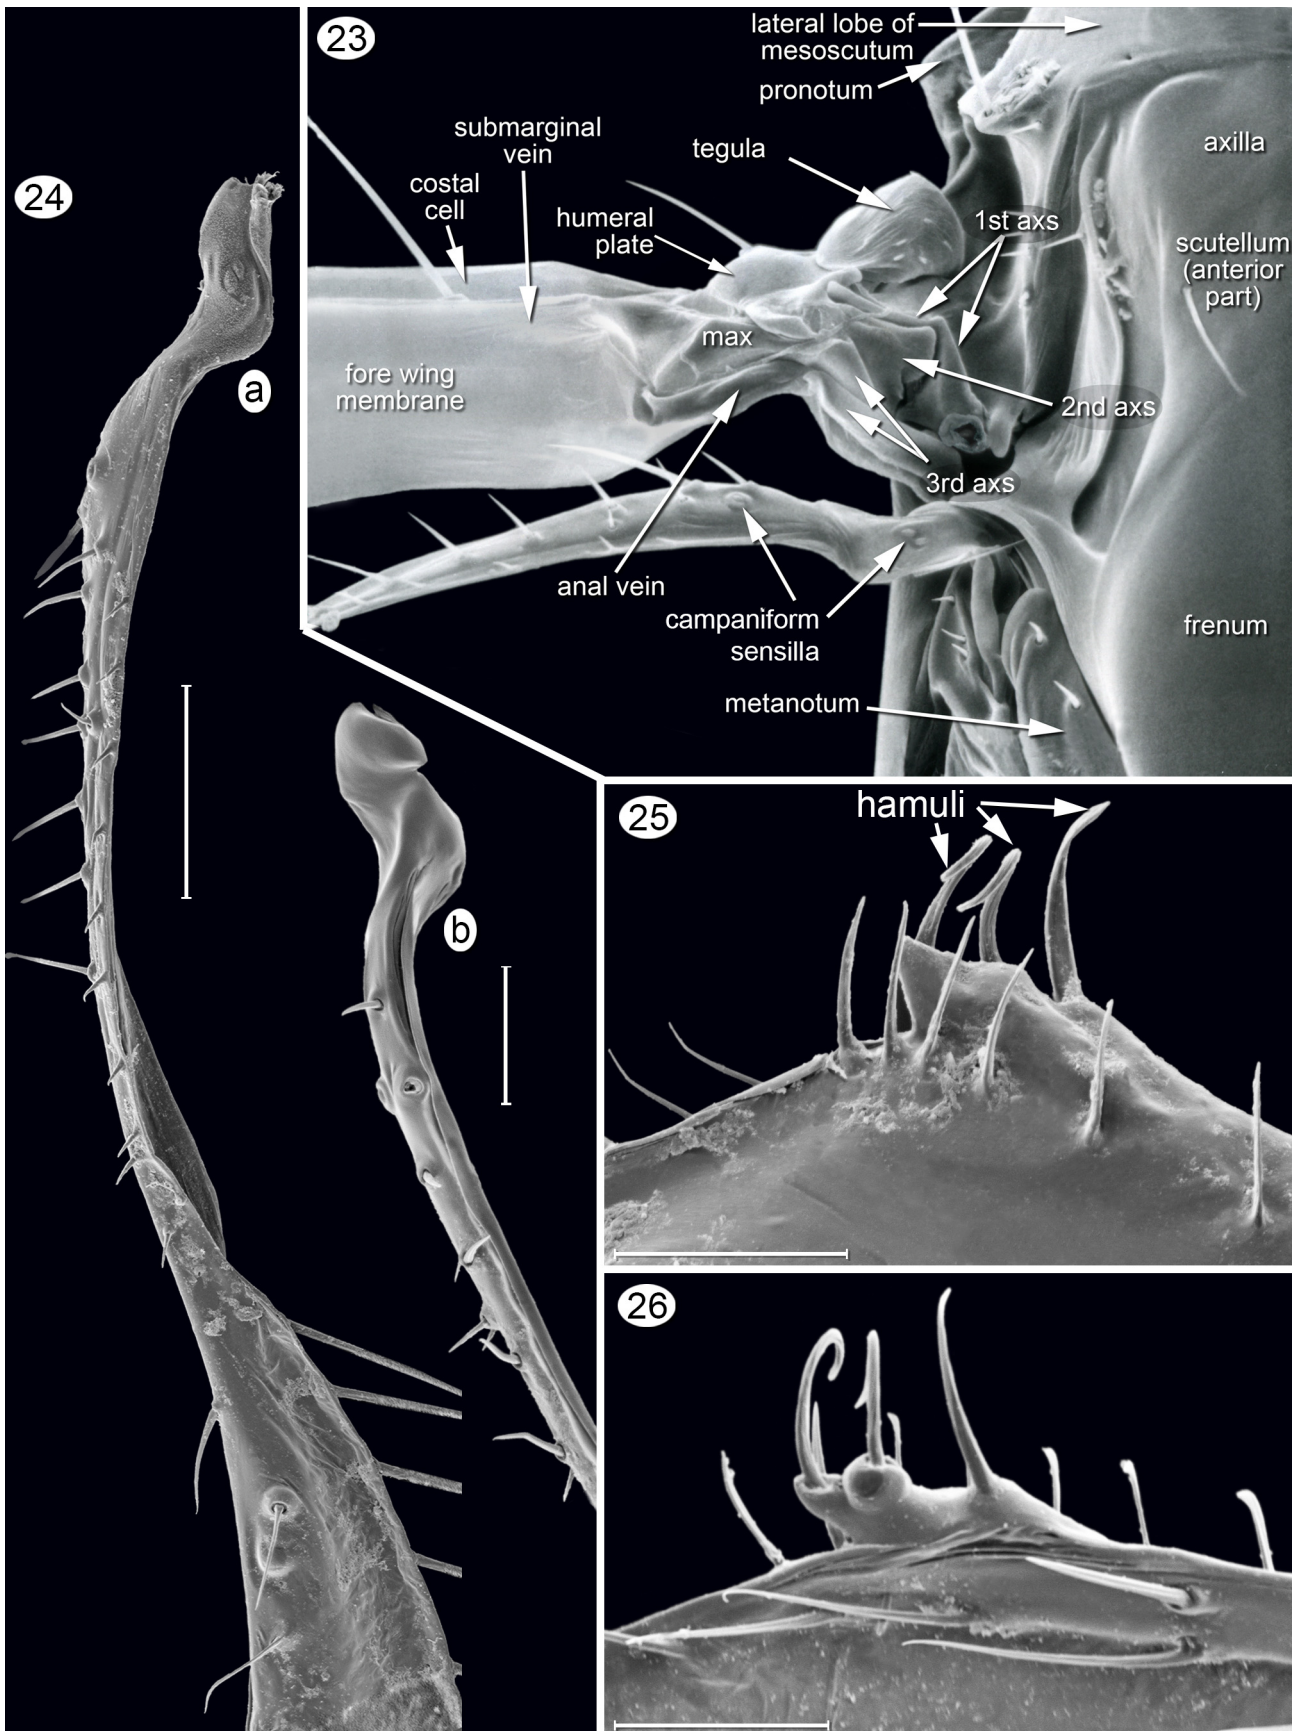 23
lateral lobe of
mesoscutum
pronotum
submarginal
vein
tegula
axilla
costal
cell
humeral
plate
1st axs
scutellum
(anterior
part)
max
fore wing
membrane
2nd axs
3rd axs
anal vein
campaniform
sensilla
frenum
metanotum
24
a
b
25
hamuli
26